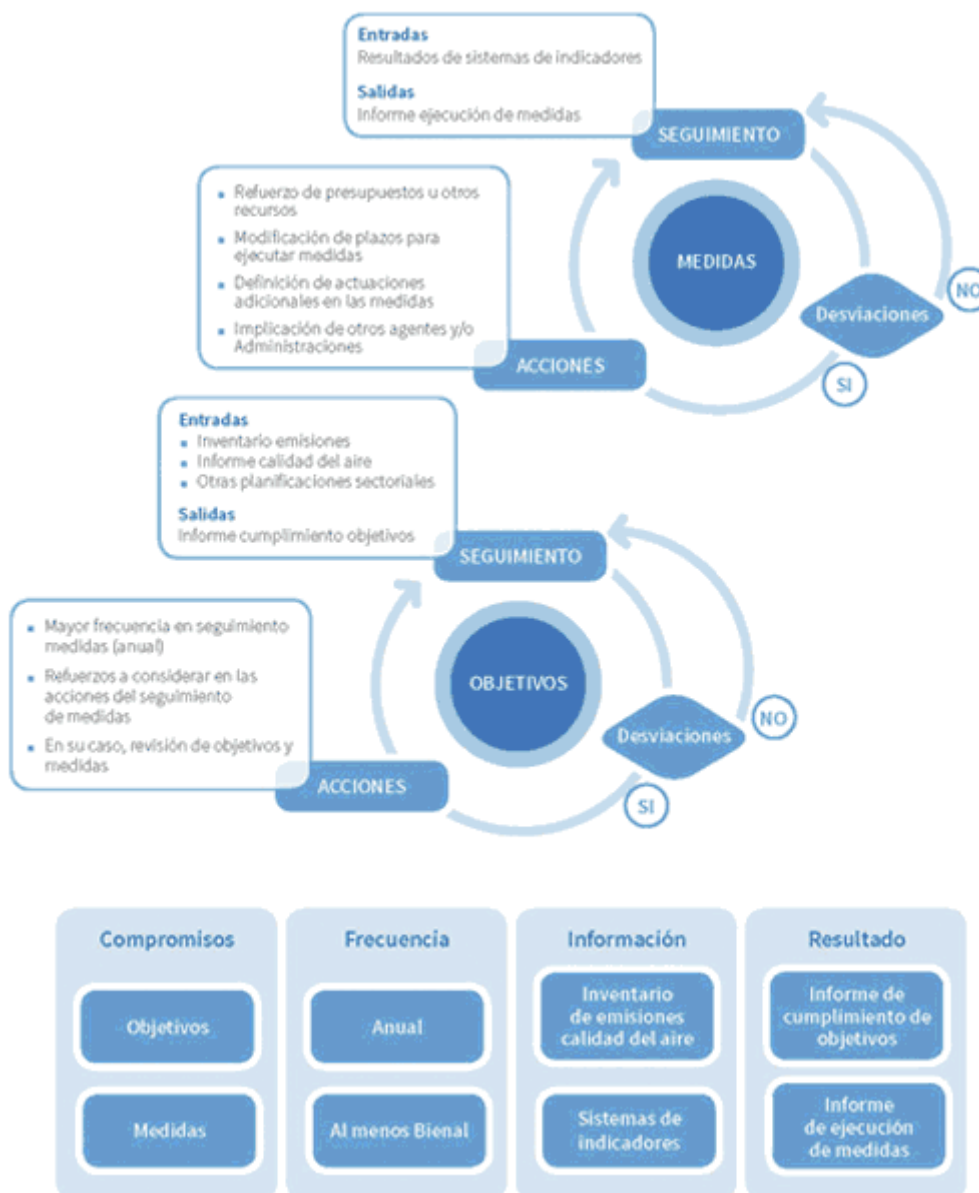 Entradas
Resultados de sistemas de indicadores
Salidas
Informe ejecución de medidas
SEGUIMIENTO
Refuerzo de presupuestos u otros
recursos
Modificación de plazos para
ejecutar medidas
Definición de actuaciones
adicionales en las medidas
Implicación de otros agentes y/o
Administraciones
MEDIDAS
Desviaciones
NO
SI
ACCIONES
Entradas
Inventario emisiones
Informe calidad del aire
Otras planificaciones sectoriales
Salidas
Informe cumplimiento objetivos
SEGUIMIENTO
Mayor frecuencia en seguimiento
medidas (anual)
Refuerzos a considerar en las
acciones del seguimiento
de medidas
En su caso, revisión de objetivos y
medidas
OBJETIVOS
Desviaciones
NO
SI
ACCIONES
Compromisos
Objetivos
Medidas
Frecuencia
Anual
Al menos Bienal
Información
Inventario
de emisiones
calidad del aire
Sistemas de
indicadores
Resultado
Informe de
cumplimiento de
objetivos
Informe
de ejecución
de medidas